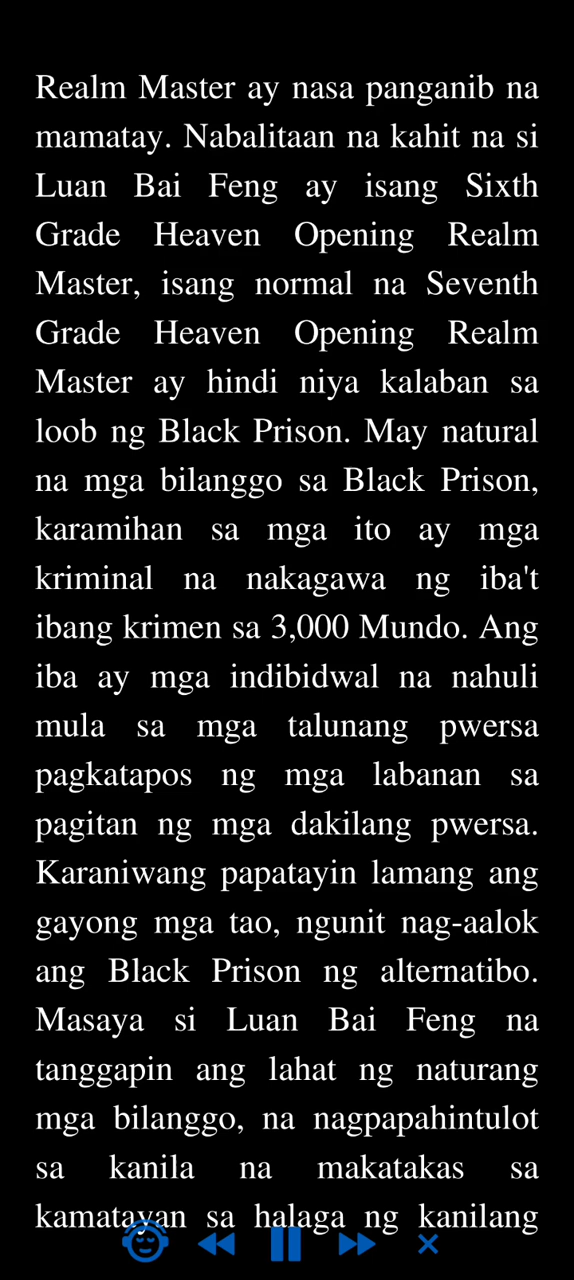 Realm Master ay nasa panganib na
mamatay. Nabalitaan na kahit na si
Luan Bai Feng ay isang Sixth
Grade Heaven Opening Realm
Master, isang normal na Seventh
Grade Heaven Opening Realm
Master ay hindi niya kalaban sa
loob ng Black Prison. May natural
na mga bilanggo sa Black Prison,
karamihan sa mga ito ay mga
kriminal na nakagawa ng iba't
ibang krimen sa 3,000 Mundo. Ang
iba ay mga indibidwal na nahuli
mula sa mga talunang pwersa
pagkatapos ng mga labanan sa
pagitan ng mga dakilang pwersa.
Karaniwang papatayin lamang ang
gayong mga tao, ngunit nag-aalok
ang Black Prison ng alternatibo.
Masaya si Luan Bai Feng na
tanggapin ang lahat ng naturang
mga bilanggo, na nagpapahintulot
sa kanila na makatakas sa
kamatayan sa halaga ng kanilang